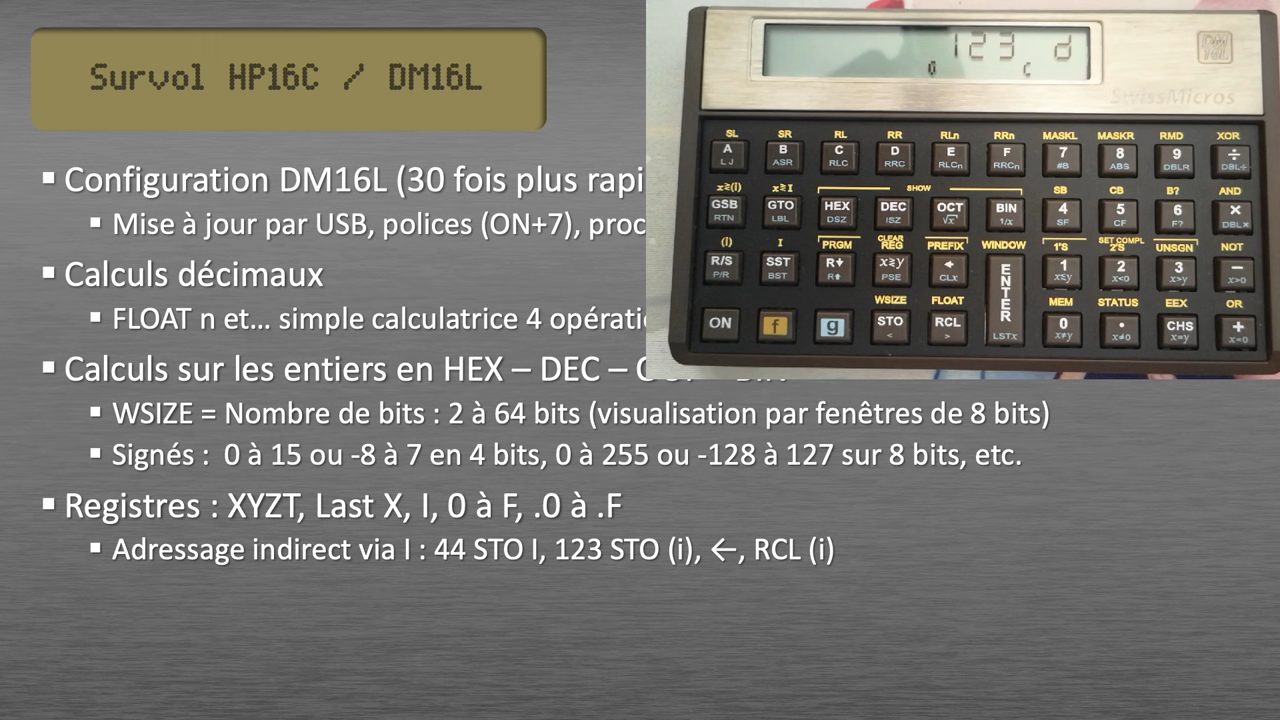 Survol HP16C / DM16L
▪ Configuration DM16L (30 fois plus rapi
▪ Mise à jour par USB, polices (ON+7), proc
▪ Calculs décimaux
▪ FLOAT n et… simple calculatrice 4 opérati
▪ Calculs sur les entiers en HEX – DEC – OCT – BIN
▪ WSIZE = Nombre de bits : 2 à 64 bits (visualisation par fenêtres de 8 bits)
▪ Signés : 0 à 15 ou -8 à 7 en 4 bits, 0 à 255 ou -128 à 127 sur 8 bits, etc.
▪ Registres : XYZT, Last X, I, 0 à F, .0 à .F
▪ Adressage indirect via I : 44 STO I, 123 STO (i), ←, RCL (i)
123 d
0 C
SwissMicros
SL SR RL RR RLn RRn MASKL MASKR RMD XOR
A B C D E F 7 8 9 ÷
LJ ASR RLC RRC RLCn RRCn #B ABS DBLR DBL÷
x≷(i) x≷I SHOW SB CB B? AND
GSB GTO HEX DEC OCT BIN 4 5 6 ×
RTN LBL DSZ ISZ √x 1/x SF CF F? DBL×
(i) I PRGM CLEAR REG PREFIX WINDOW 1'S SET COMPL 2'S UNSGN NOT
R/S SST R↓ x≷y ← ENTER 1 2 3 −
P/R BST R↑ PSE CLx x≤y x<0 x>y x>0
WSIZE FLOAT MEM STATUS EEX OR
ON f g STO RCL 0 • CHS +
< > LSTx x≠y x≠0 x=y x=0